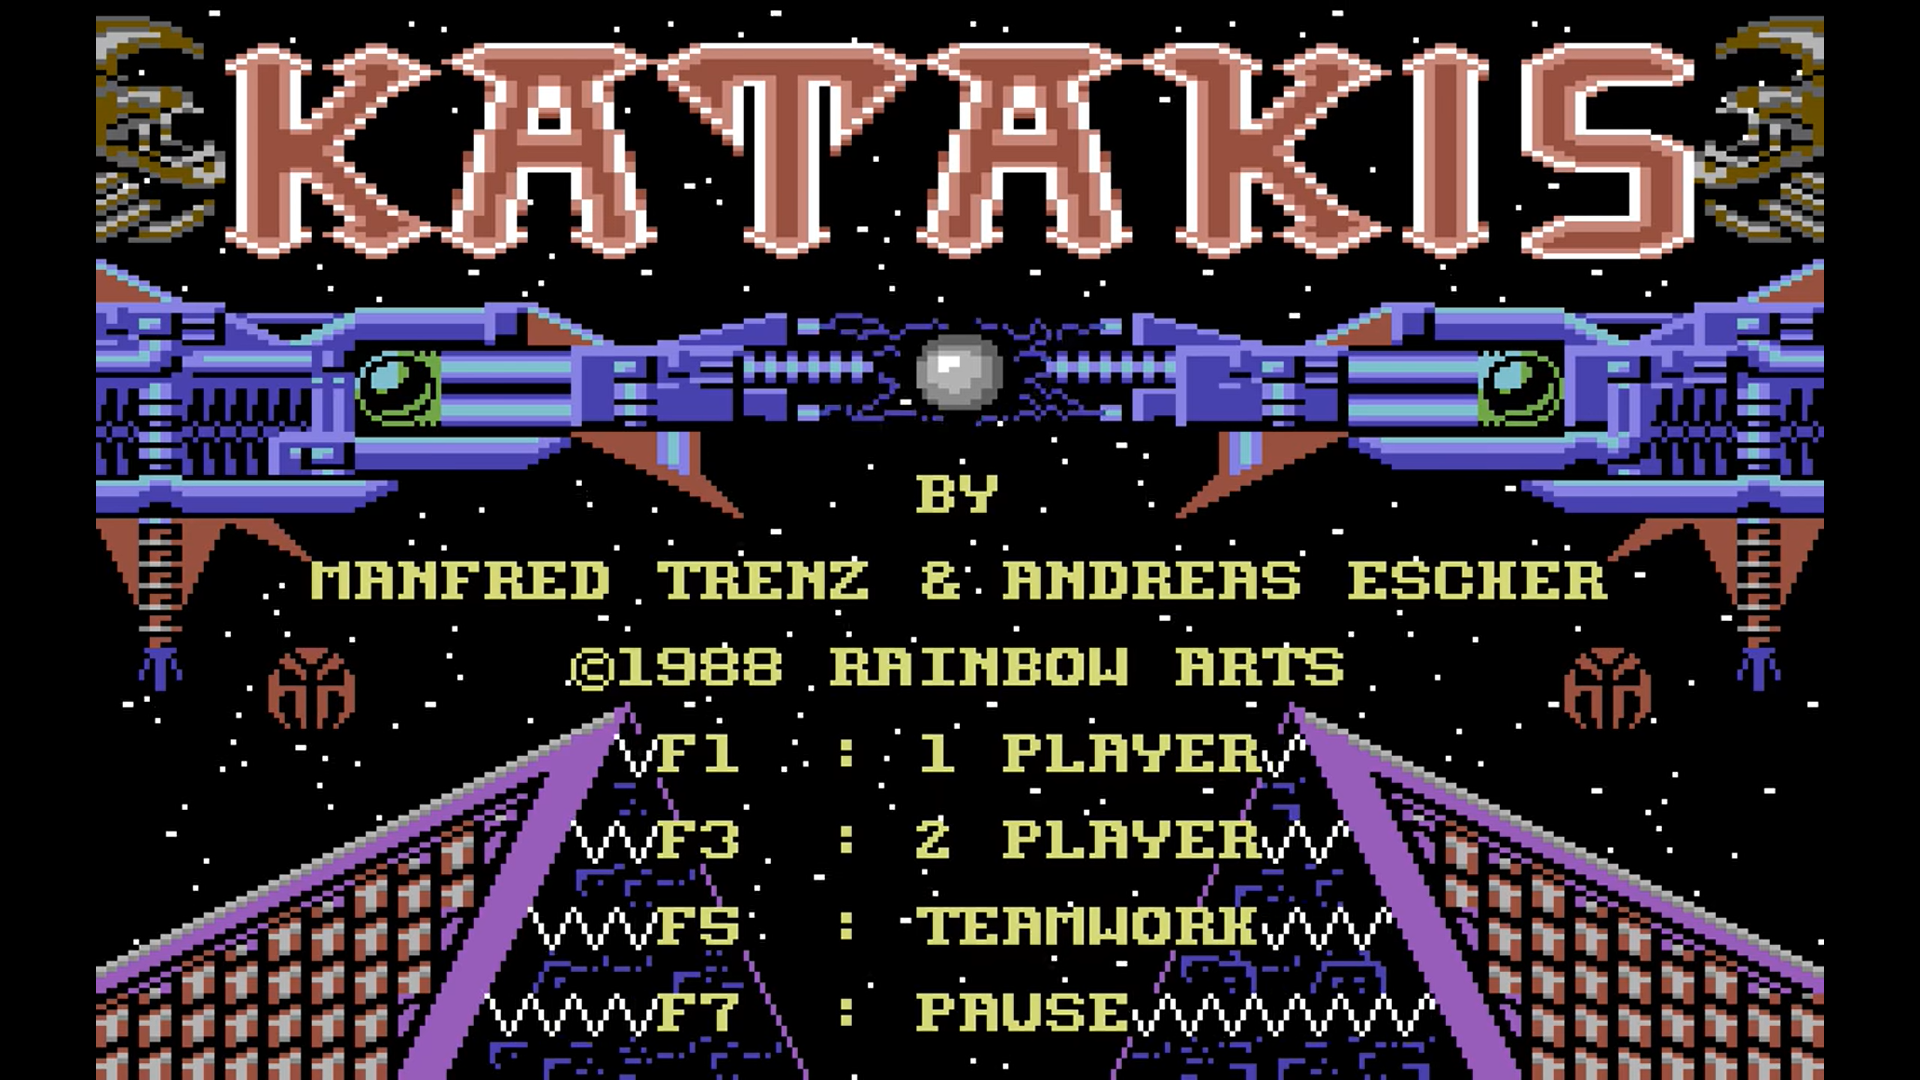 KATAKIS
BY
MANFRED TRENZ & ANDREAS ESCHER
©1988 RAINBOW ARTS
F1 : 1 PLAYER
F3 : 2 PLAYER
F5 : TEAMWORK
F7 : PAUSE